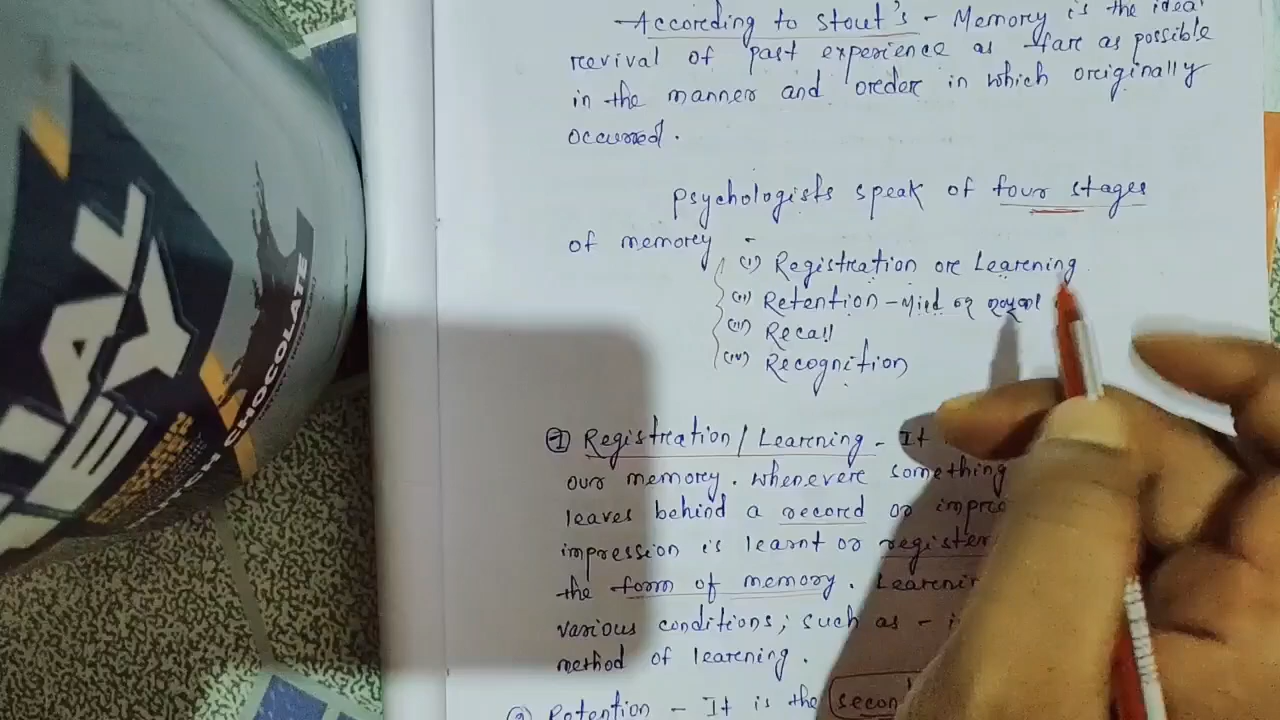 According to stout's - Memory is the ideal
revival of past experience as far as possible
in the manner and order in which originally
occurred.
Psychologists speak of four stages
of memory -
(i) Registration or Learning
(ii) Retention -
(iii) Recall
(iv) Recognition
① Registration / Learning - It
our memory. whenever something
leaves behind a record or
impression is learnt or register
the form of memory.
various conditions; such as -
method of learning.
② Retention - It is the
CHOCOLATE